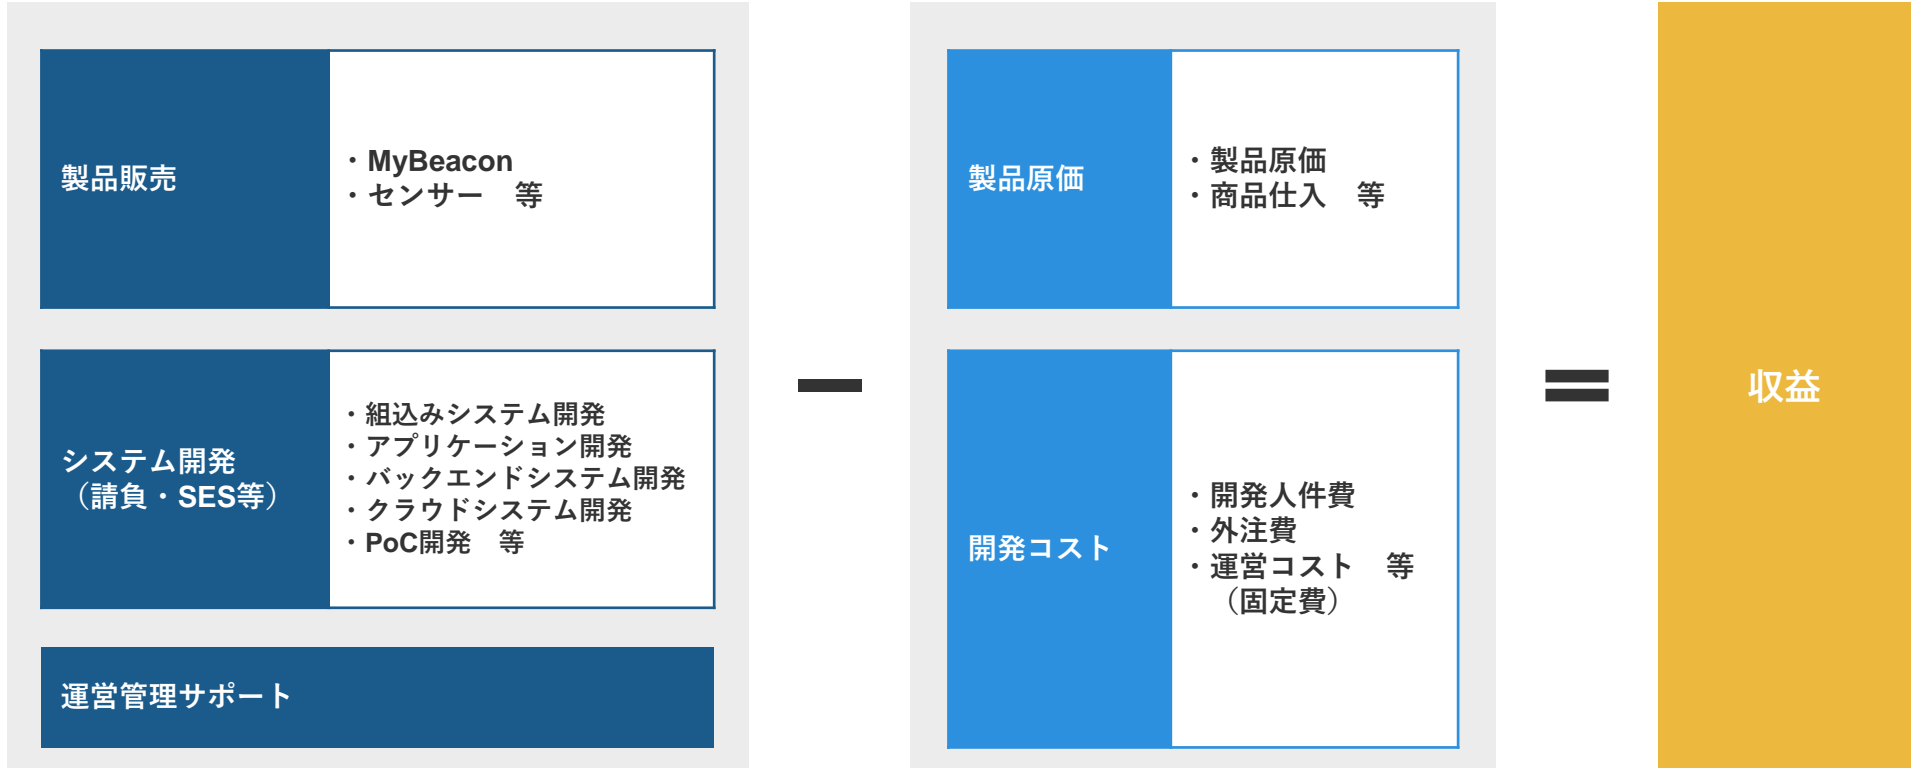 製品販売
・MyBeacon
・センサー　等
システム開発
（請負・SES等）
・組込みシステム開発
・アプリケーション開発
・バックエンドシステム開発
・クラウドシステム開発
・PoC開発　等
運営管理サポート
ー
製品原価
・製品原価
・商品仕入　等
開発コスト
・開発人件費
・外注費
・運営コスト　等
（固定費）
＝
収益